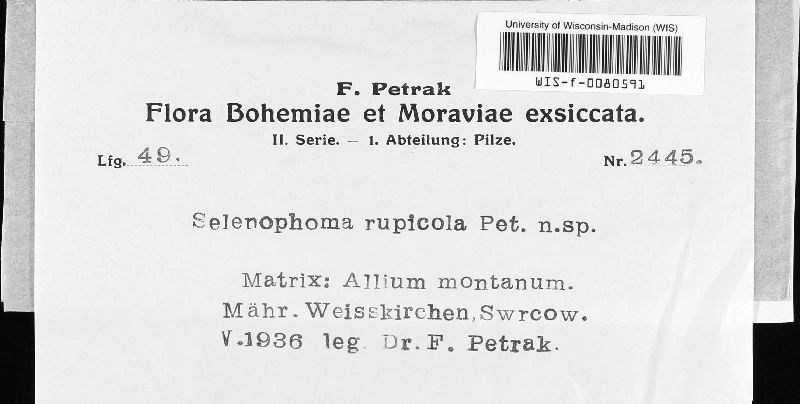 University of Wisconsin-Madison (WIS)
WIS-f-0080591
F. Petrak
Flora Bohemiae et Moraviae exsiccata.
II. Serie. — 1. Abteilung: Pilze.
Lfg. 49. Nr. 2445.
Selenophoma rupicola Pet. n.sp.
Matrix: Allium montanum.
Mähr. Weisskirchen, Swrcow.
V.1936 leg. Dr. F. Petrak.